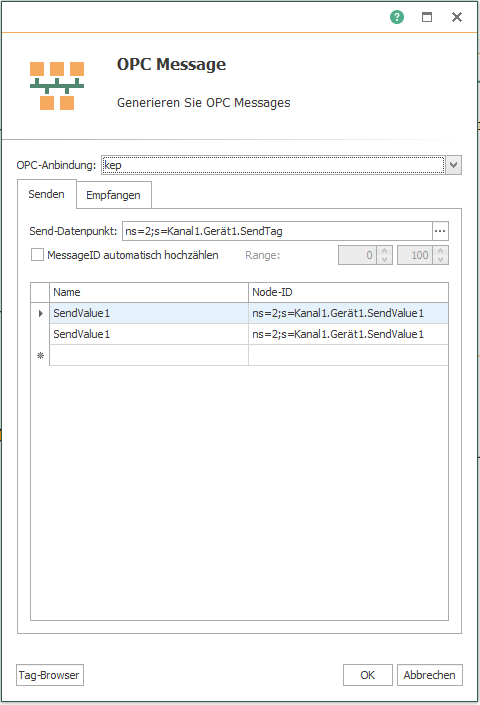 ?
OPC Message
Generieren Sie OPC Messages
OPC-Anbindung: kep
Senden Empfangen
Send-Datenpunkt: ns=2;s=Kanal1.Gerät1.SendTag ...
MessageID automatisch hochzählen Range: 0 100
Name Node-ID
SendValue1 ns=2;s=Kanal1.Gerät1.SendValue1
SendValue1 ns=2;s=Kanal1.Gerät1.SendValue1
Tag-Browser OK Abbrechen